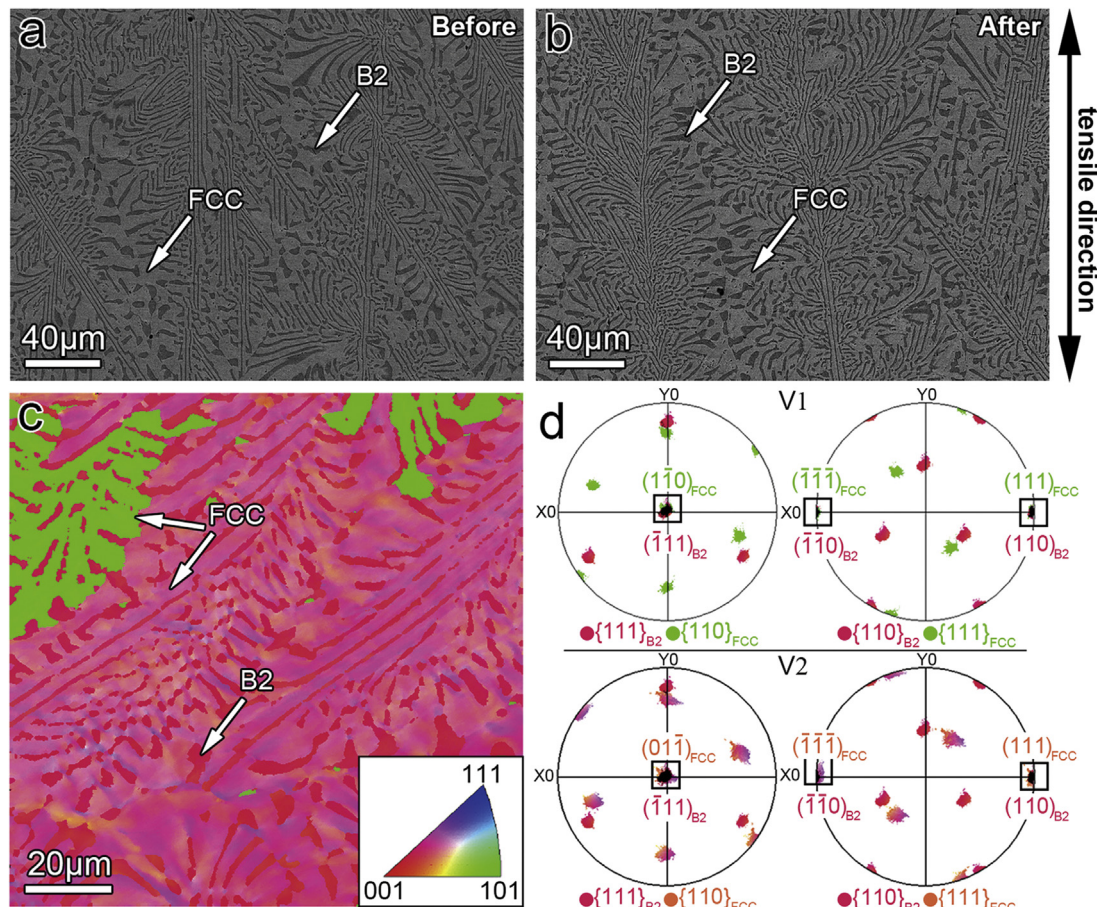 a
Before
B2
FCC
40μm
b
After
B2
FCC
40μm
tensile direction
c
FCC
B2
20μm
111
001
101
d
V1
Y0
X0
(11̄0)FCC
(1̄11)B2
{111}B2 {110}FCC
Y0
X0
(1̄1̄1̄)FCC
(111)FCC
(1̄1̄0)B2
(110)B2
{110}B2 {111}FCC
V2
Y0
X0
(011̄)FCC
(1̄11)B2
{111}B2 {110}FCC
Y0
X0
(1̄1̄1̄)FCC
(111)FCC
(1̄1̄0)B2
(110)B2
{110}B2 {111}FCC